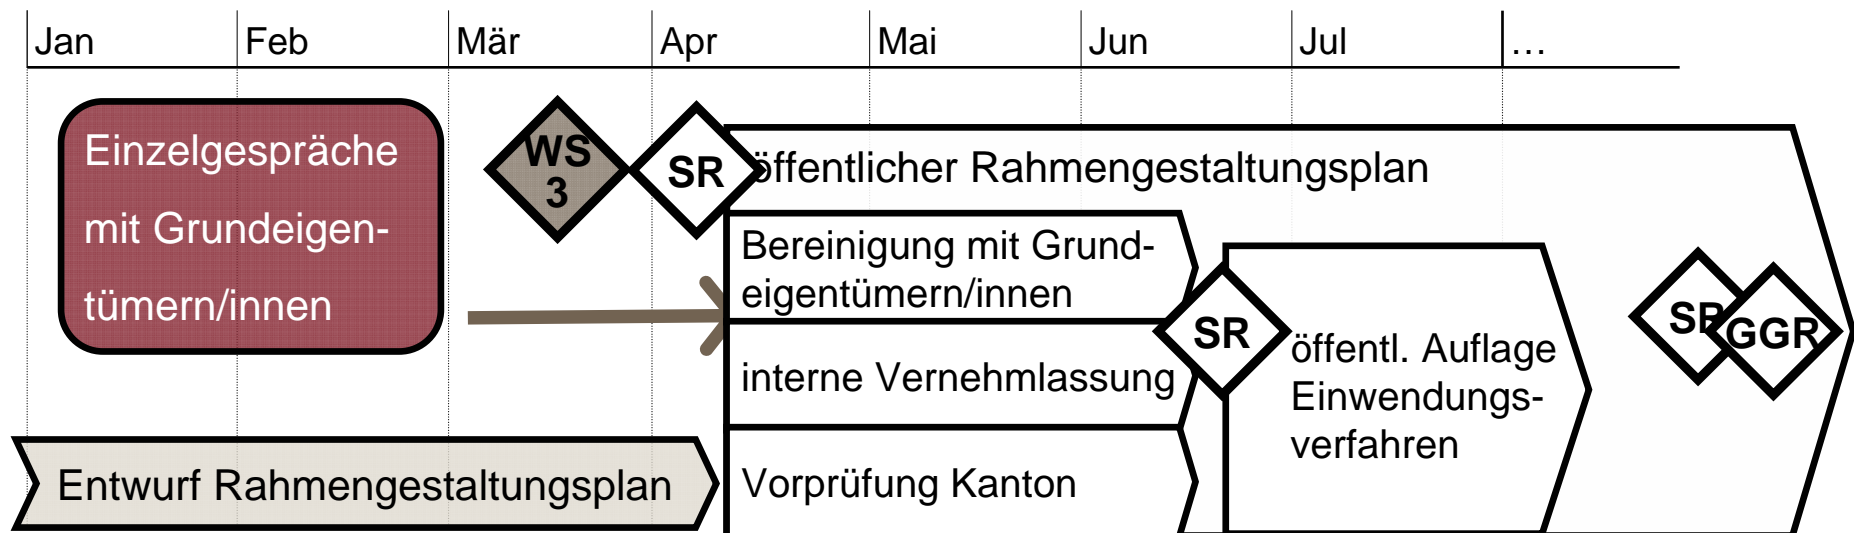 Jan Feb Mär Apr Mai Jun Jul ...
Einzelgespräche
mit Grundeigen-
tümern/innen
WS
3
SR
öffentlicher Rahmengestaltungsplan
Bereinigung mit Grund-
eigentümern/innen
interne Vernehmlassung
Vorprüfung Kanton
SR
öffentl. Auflage
Einwendungs-
verfahren
SR
GGR
Entwurf Rahmengestaltungsplan